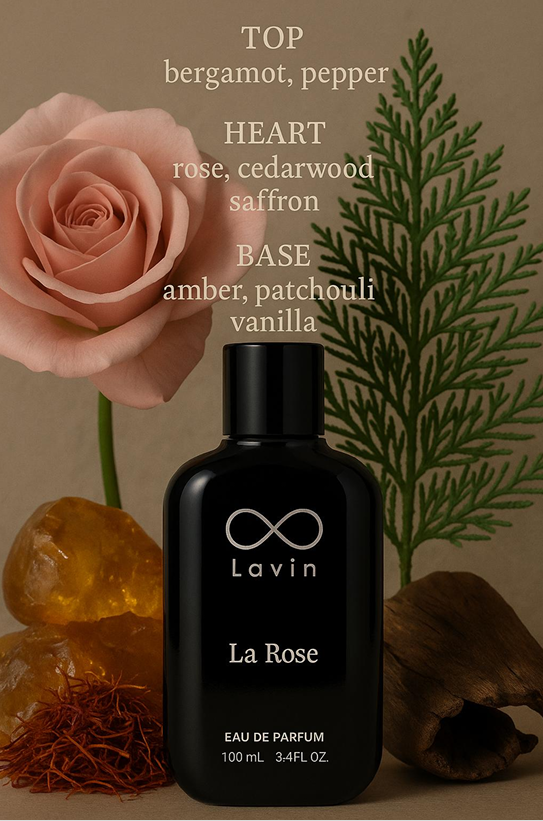 TOP
bergamot, pepper
HEART
rose, cedarwood
saffron
BASE
amber, patchouli
vanilla
Lavin
La Rose
EAU DE PARFUM
100 mL 3.4FL OZ.